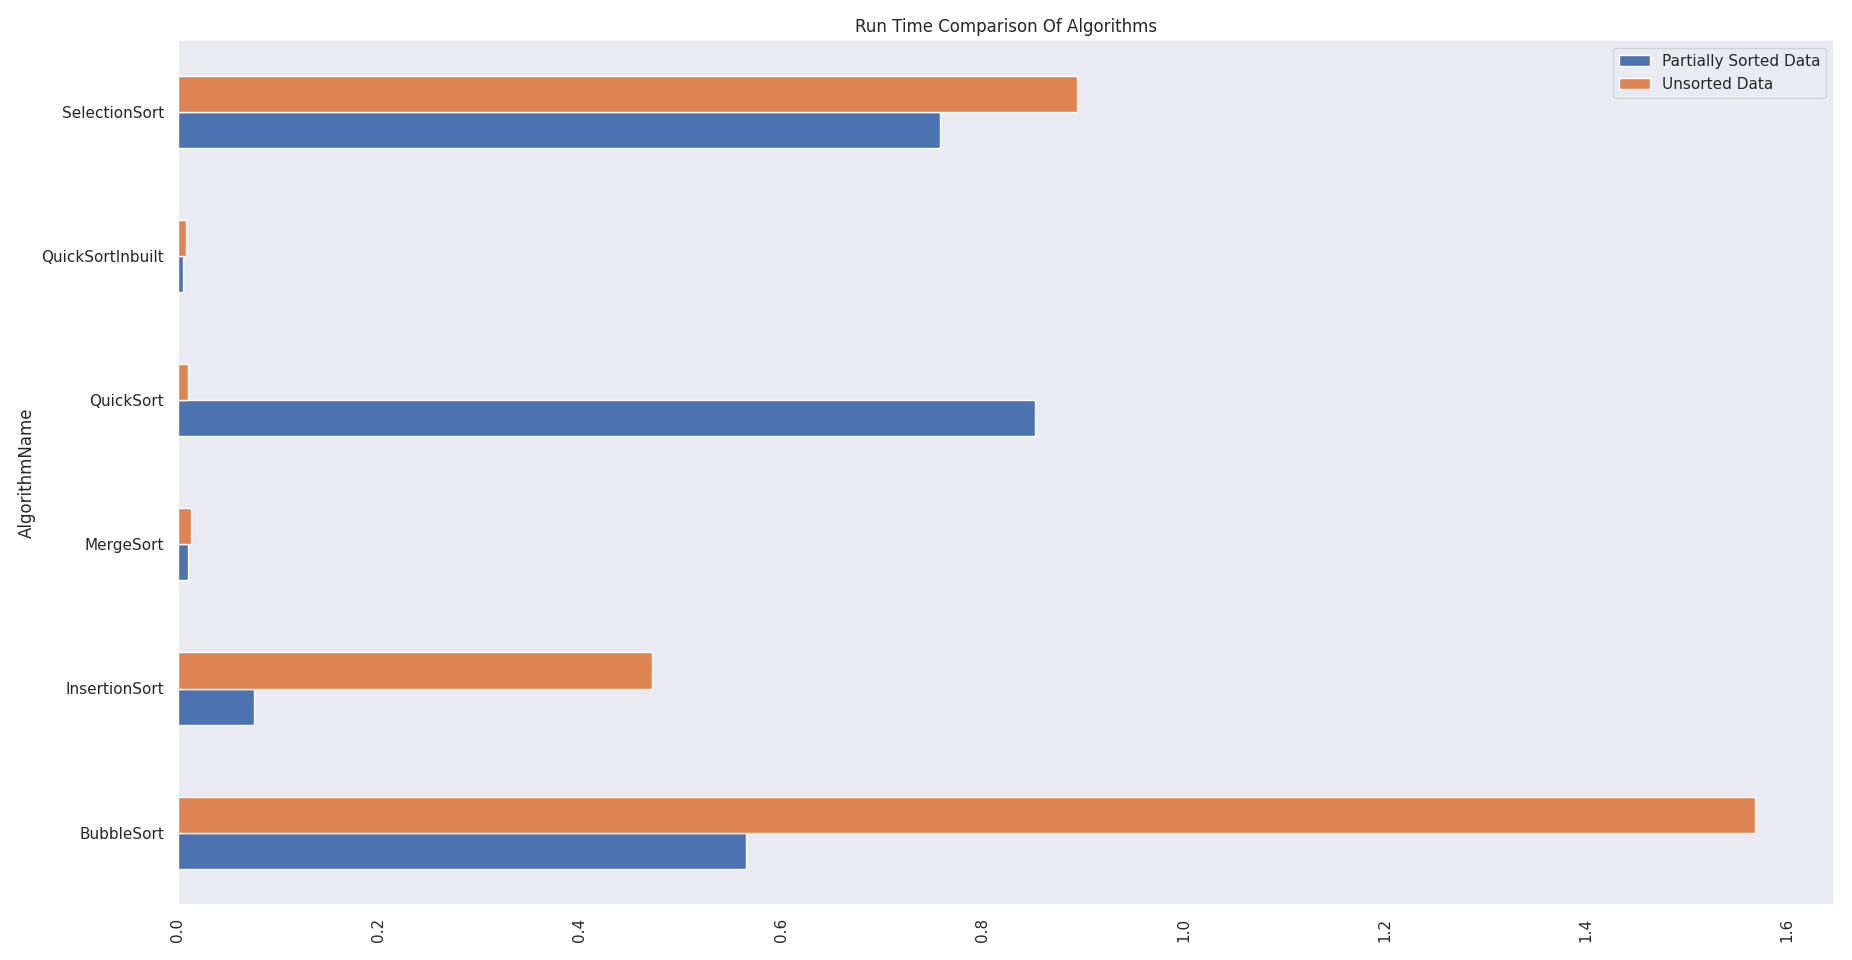 Run Time Comparison Of Algorithms
Partially Sorted Data
Unsorted Data
AlgorithmName
SelectionSort
QuickSortInbuilt
QuickSort
MergeSort
InsertionSort
BubbleSort
0.0
0.2
0.4
0.6
0.8
1.0
1.2
1.4
1.6